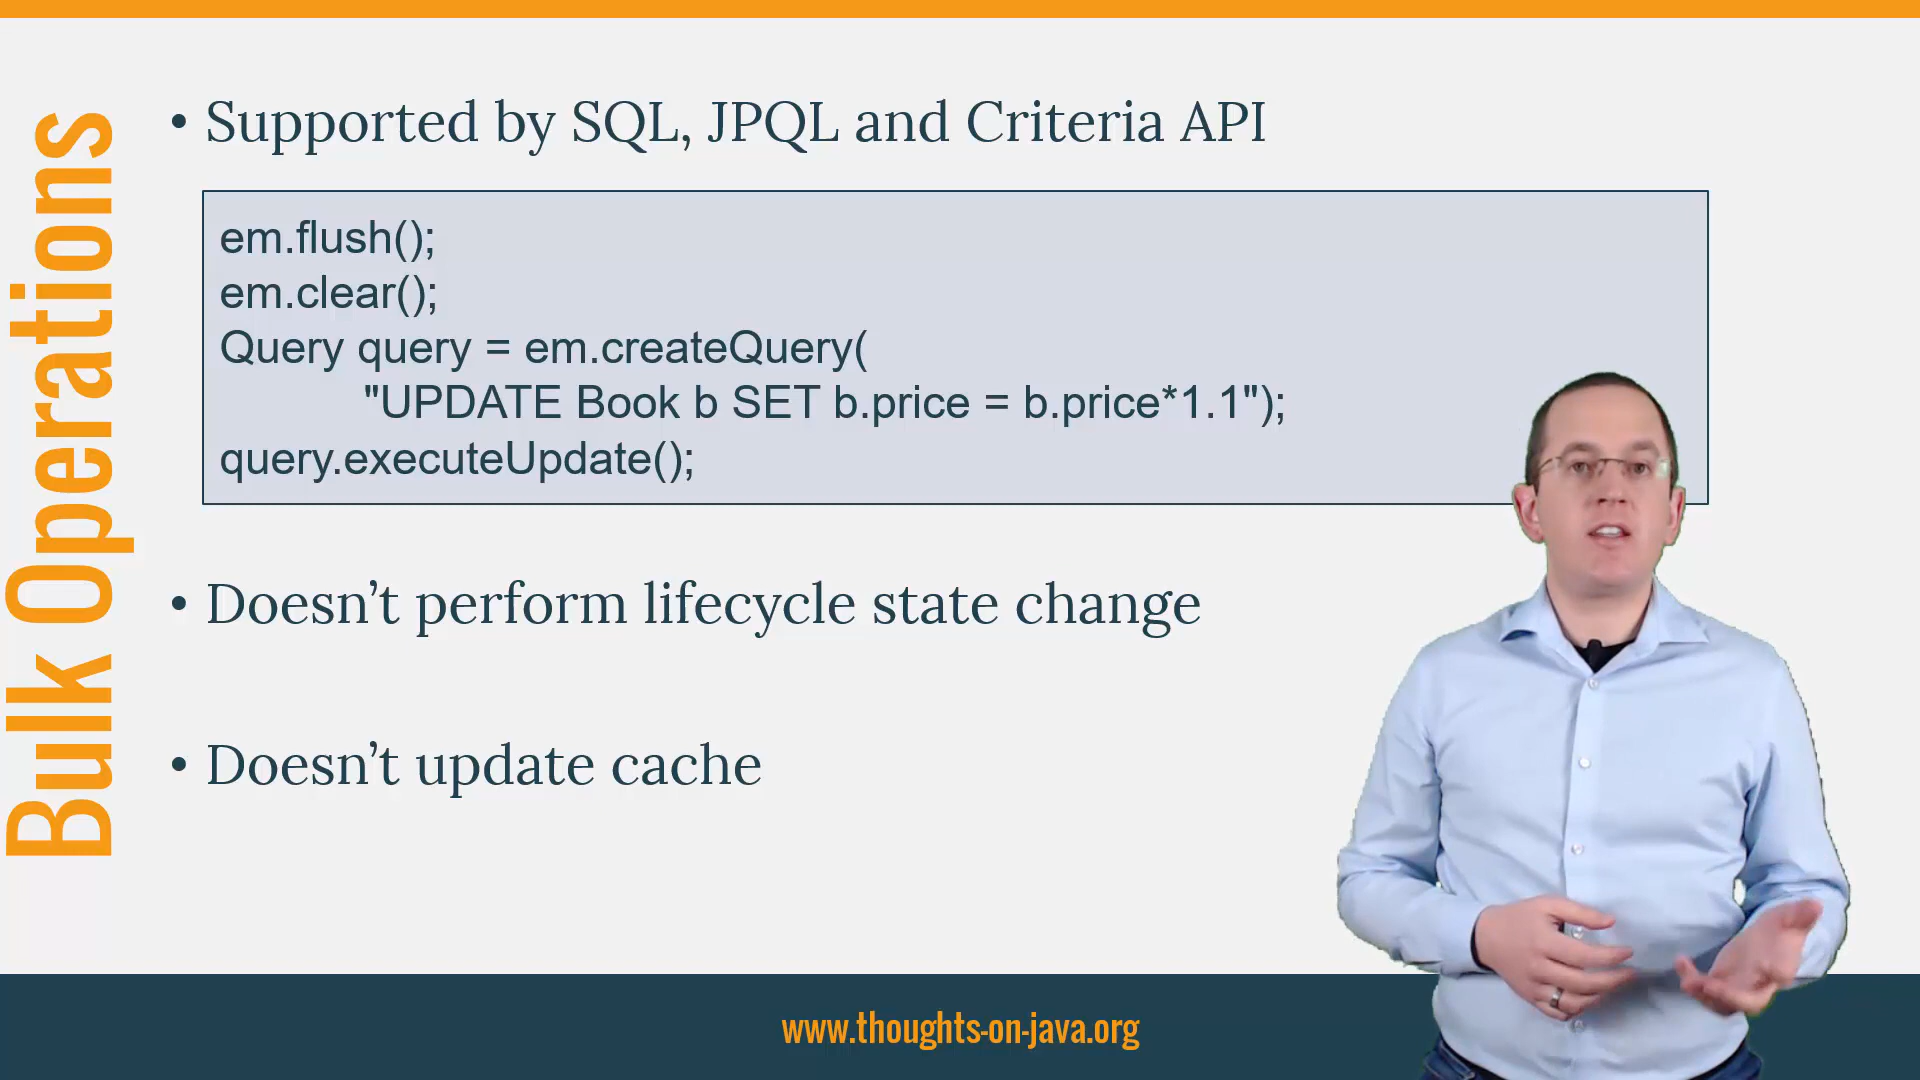 Bulk Operations
• Supported by SQL, JPQL and Criteria API
em.flush();
em.clear();
Query query = em.createQuery(
"UPDATE Book b SET b.price = b.price*1.1");
query.executeUpdate();
• Doesn’t perform lifecycle state change
• Doesn’t update cache
www.thoughts-on-java.org